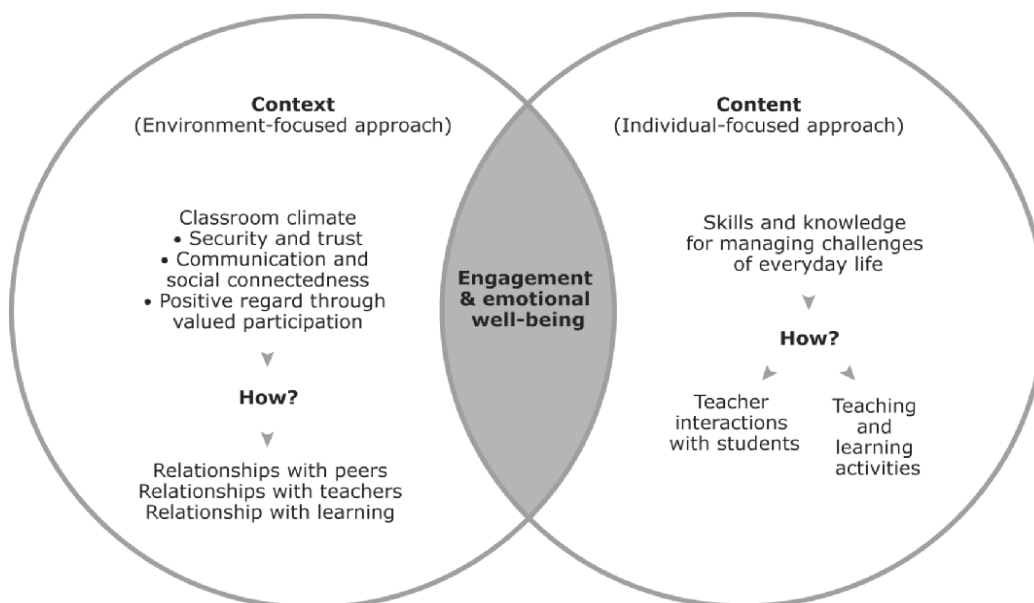 Context
(Environment-focused approach)
Classroom climate
• Security and trust
• Communication and
social connectedness
• Positive regard through
valued participation
How?
Relationships with peers
Relationships with teachers
Relationship with learning
Engagement
& emotional
well-being
Content
(Individual-focused approach)
Skills and knowledge
for managing challenges
of everyday life
How?
Teacher
interactions
with students
Teaching
and
learning
activities